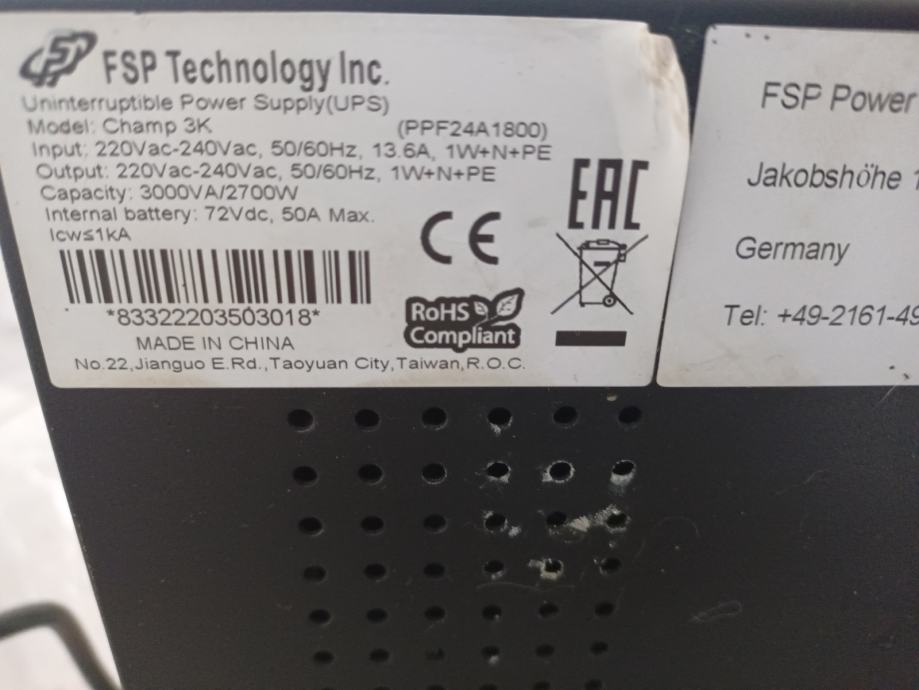 FSP Technology Inc.
Uninterruptible Power Supply(UPS)
Model: Champ 3K (PPF24A1800)
Input: 220Vac-240Vac, 50/60Hz, 13.6A, 1W+N+PE
Output: 220Vac-240Vac, 50/60Hz, 1W+N+PE
Capacity: 3000VA/2700W
Internal battery: 72Vdc, 50A Max.
Icw≤1kA
CE
EAC
*83322203503018*
RoHS
Compliant
MADE IN CHINA
No.22,Jianguo E.Rd.,Taoyuan City,Taiwan,R.O.C.
FSP Power
Jakobshöhe 1
Germany
Tel: +49-2161-49